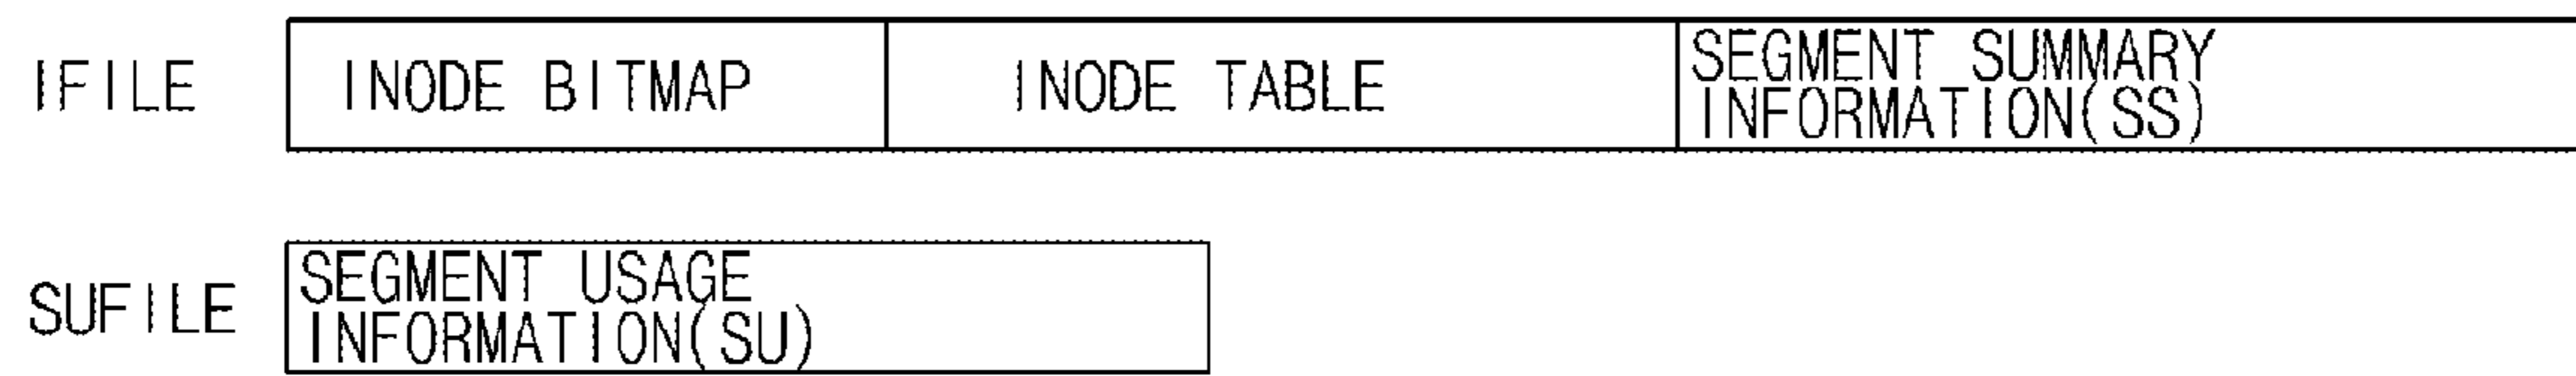 IFILE
INODE BITMAP
INODE TABLE
SEGMENT SUMMARY
INFORMATION(SS)
SUFILE
SEGMENT USAGE
INFORMATION(SU)